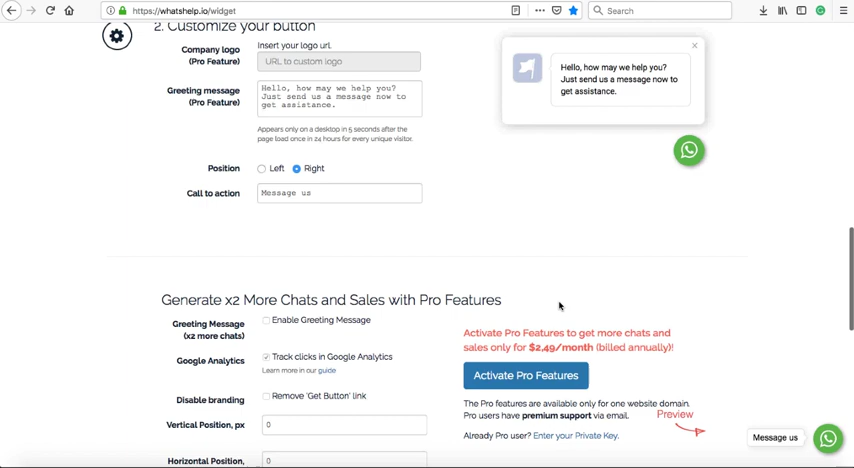 https://whatshelp.io/widget
Search
2. Customize your button
Company logo
(Pro Feature)
Insert your logo url.
URL to custom logo
Greeting message
(Pro Feature)
Hello, how may we help you?
Just send us a message now to
get assistance.
Appears only on a desktop in 5 seconds after the
page load once in 24 hours for every unique visitor.
Position
Left
Right
Call to action
Message us
Hello, how may we help you?
Just send us a message now to
get assistance.
Generate x2 More Chats and Sales with Pro Features
Greeting Message
(x2 more chats)
Enable Greeting Message
Google Analytics
Track clicks in Google Analytics
Learn more in our guide
Disable branding
Remove 'Get Button' link
Vertical Position, px
0
Horizontal Position,
0
Activate Pro Features to get more chats and
sales only for $2,49/month (billed annually)!
Activate Pro Features
The Pro features are available only for one website domain.
Pro users have premium support via email.
Preview
Already Pro user? Enter your Private Key.
Message us